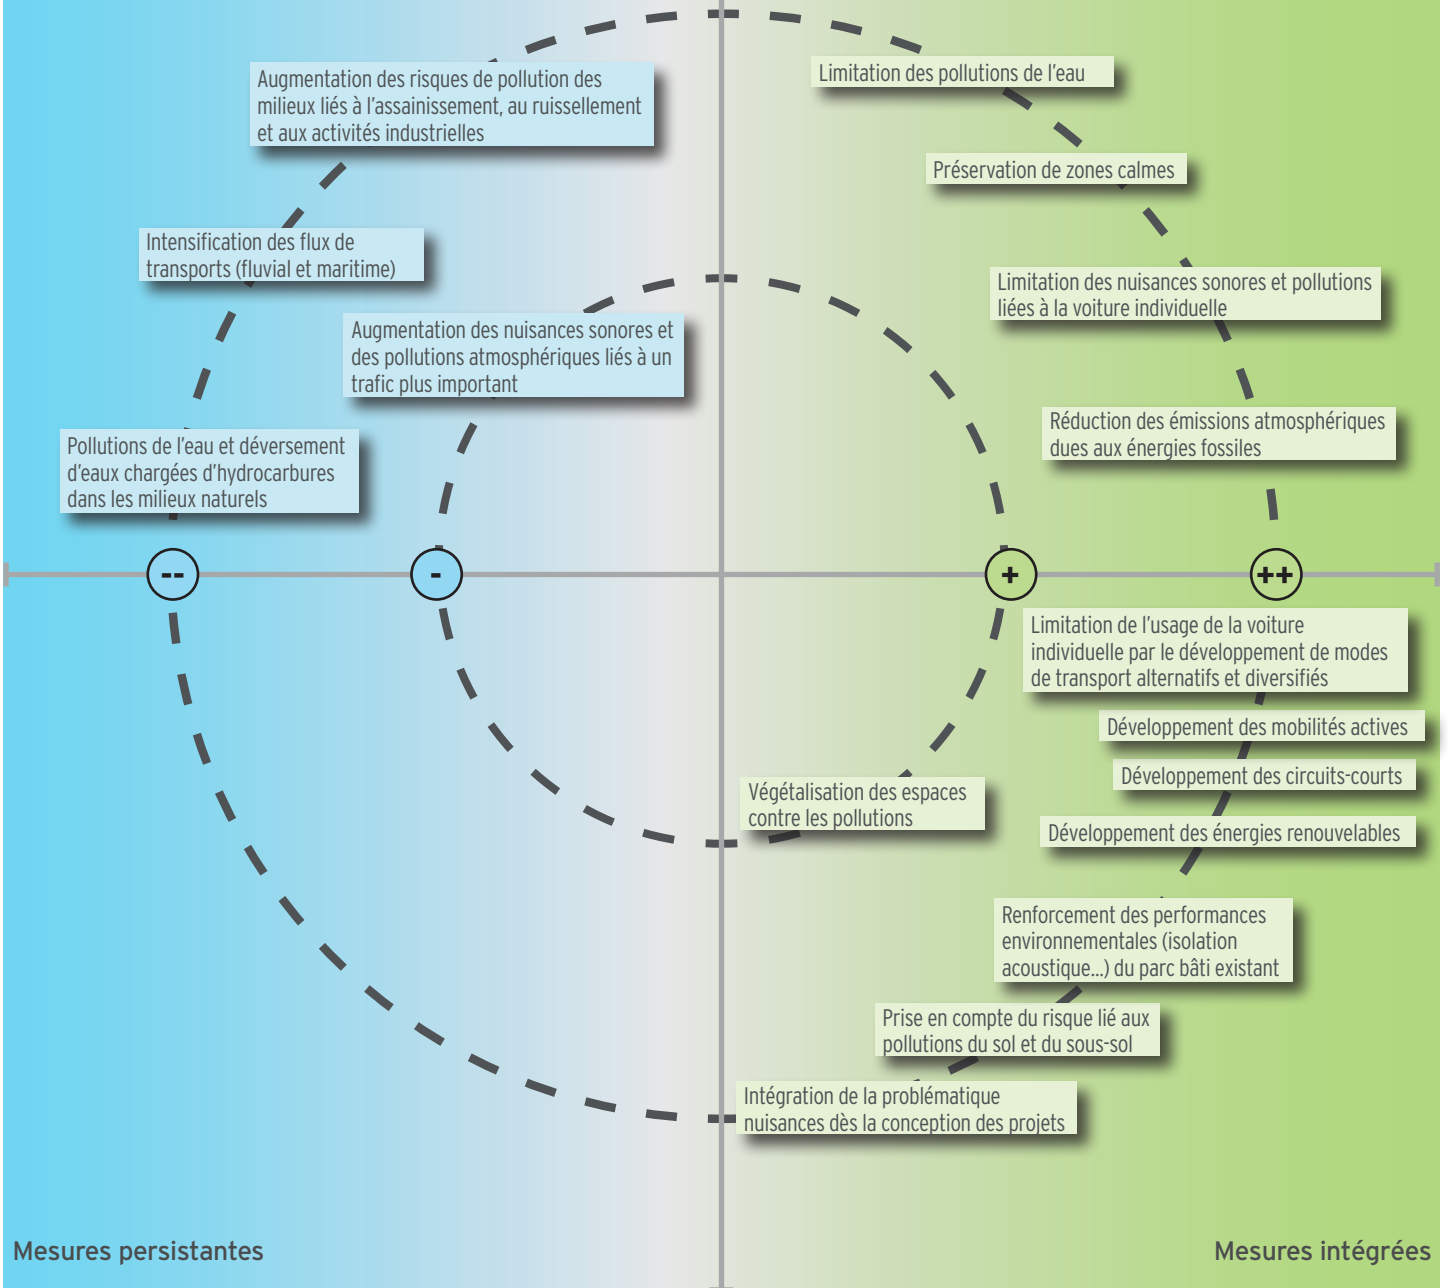 Augmentation des risques de pollution des
milieux liés à l'assainissement, au ruissellement
et aux activités industrielles
Intensification des flux de
transports (fluvial et maritime)
Augmentation des nuisances sonores et
des pollutions atmosphériques liés à un
trafic plus important
Pollutions de l'eau et déversement
d'eaux chargées d'hydrocarbures
dans les milieux naturels
Limitation des pollutions de l'eau
Préservation de zones calmes
Limitation des nuisances sonores et pollutions
liées à la voiture individuelle
Réduction des émissions atmosphériques
dues aux énergies fossiles
--
-
+
++
Limitation de l'usage de la voiture
individuelle par le développement de modes
de transport alternatifs et diversifiés
Développement des mobilités actives
Développement des circuits-courts
Végétalisation des espaces
contre les pollutions
Développement des énergies renouvelables
Renforcement des performances
environnementales (isolation
acoustique...) du parc bâti existant
Prise en compte du risque lié aux
pollutions du sol et du sous-sol
Intégration de la problématique
nuisances dès la conception des projets
Mesures persistantes
Mesures intégrées